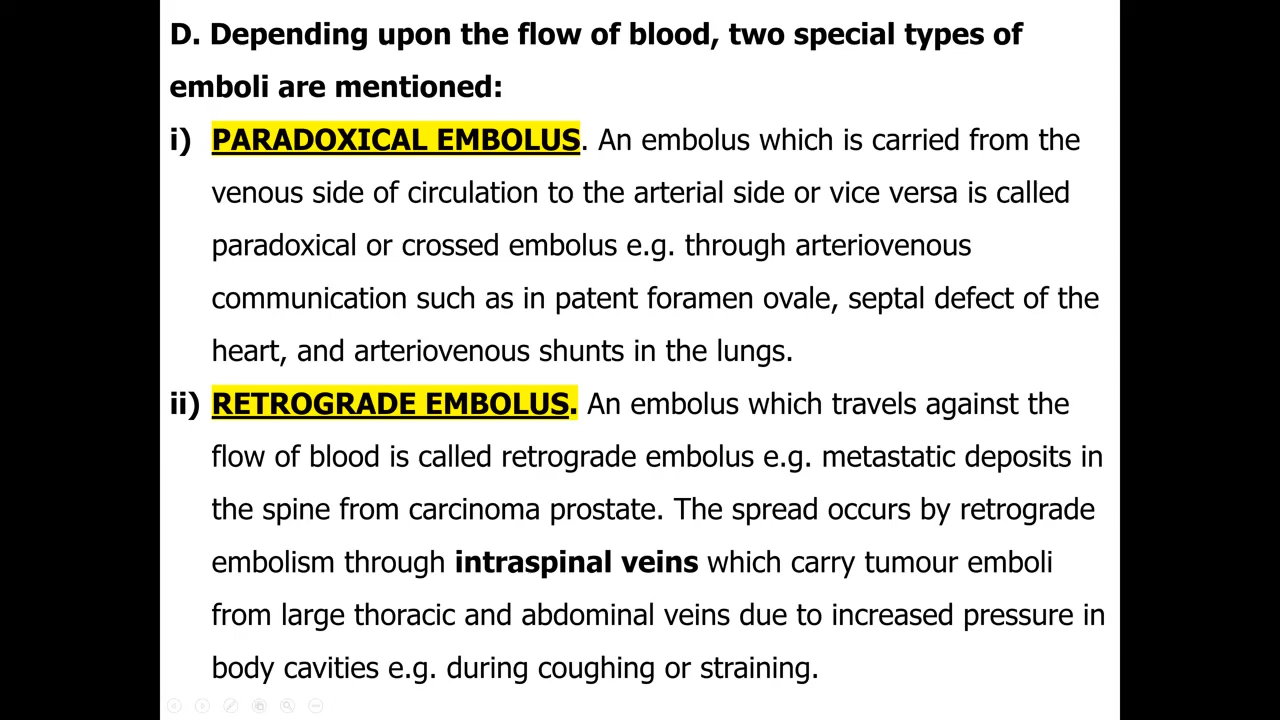 D. Depending upon the flow of blood, two special types of
emboli are mentioned:
i) PARADOXICAL EMBOLUS. An embolus which is carried from the
venous side of circulation to the arterial side or vice versa is called
paradoxical or crossed embolus e.g. through arteriovenous
communication such as in patent foramen ovale, septal defect of the
heart, and arteriovenous shunts in the lungs.
ii) RETROGRADE EMBOLUS. An embolus which travels against the
flow of blood is called retrograde embolus e.g. metastatic deposits in
the spine from carcinoma prostate. The spread occurs by retrograde
embolism through intraspinal veins which carry tumour emboli
from large thoracic and abdominal veins due to increased pressure in
body cavities e.g. during coughing or straining.